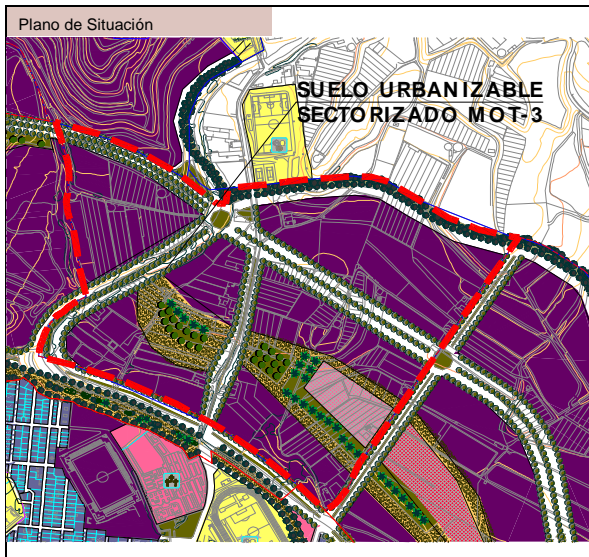 Plano de Situación
SUELO URBANIZABLE
SECTORIZADO MOT-3